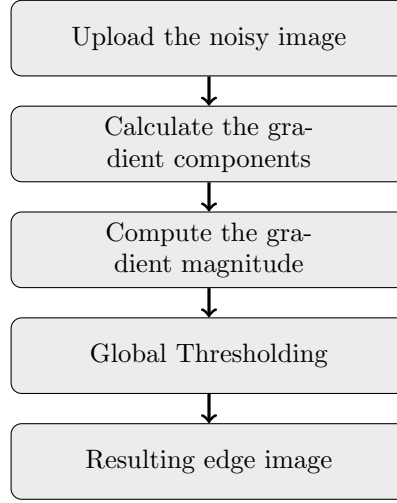 Upload the noisy image
Calculate the gra-
dient components
Compute the gra-
dient magnitude
Global Thresholding
Resulting edge image